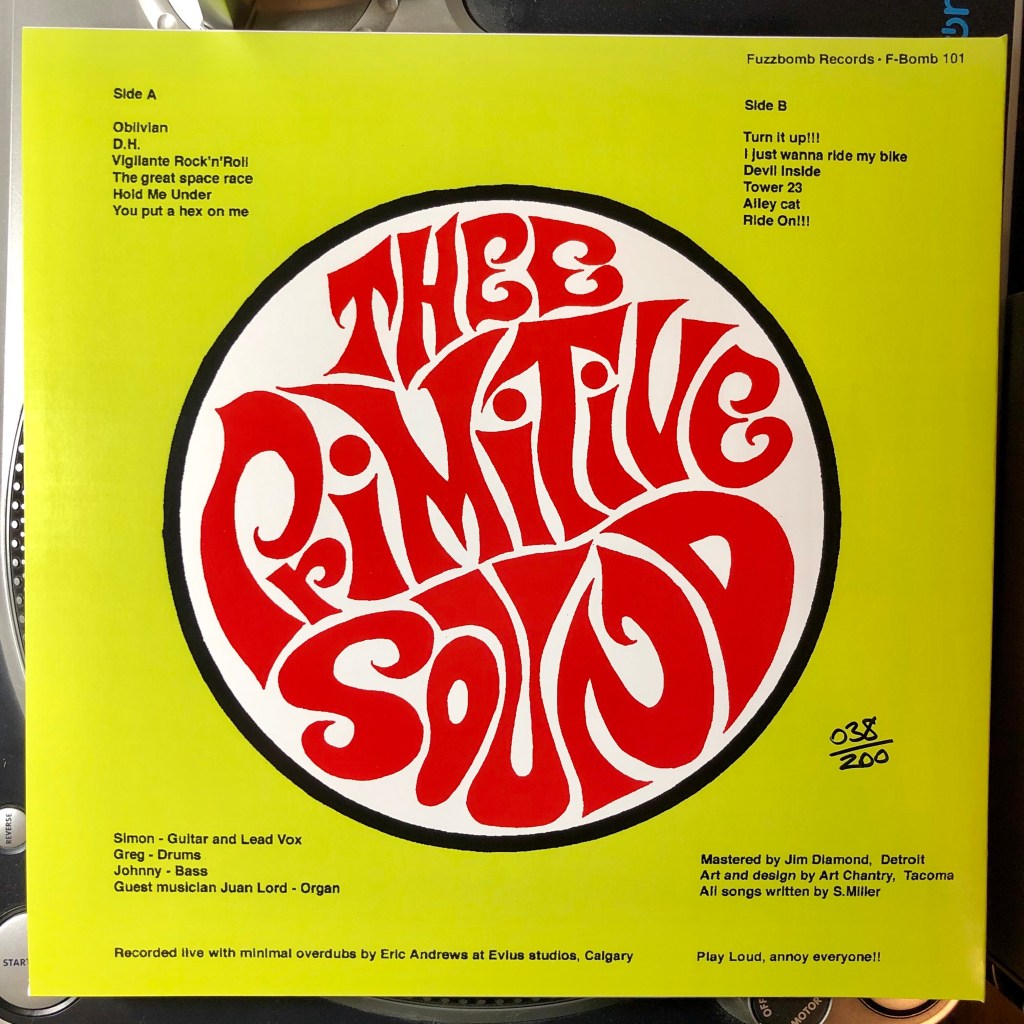 Fuzzbomb Records • F-Bomb 101
Side A
Oblivian
D.H.
Vigilante Rock'n'Roll
The great space race
Hold Me Under
You put a hex on me
Side B
Turn it up!!!
I just wanna ride my bike
Devil Inside
Tower 23
Alley cat
Ride On!!!
THEE
PriMiTiVE
SOUND
038
200
REVERSE
Simon - Guitar and Lead Vox
Greg - Drums
Johnny - Bass
Guest musician Juan Lord - Organ
Mastered by Jim Diamond, Detroit
Art and design by Art Chantry, Tacoma
All songs written by S.Miller
Recorded live with minimal overdubs by Eric Andrews at Evius studios, Calgary
Play Loud, annoy everyone!!
START
OFF
MOTOR